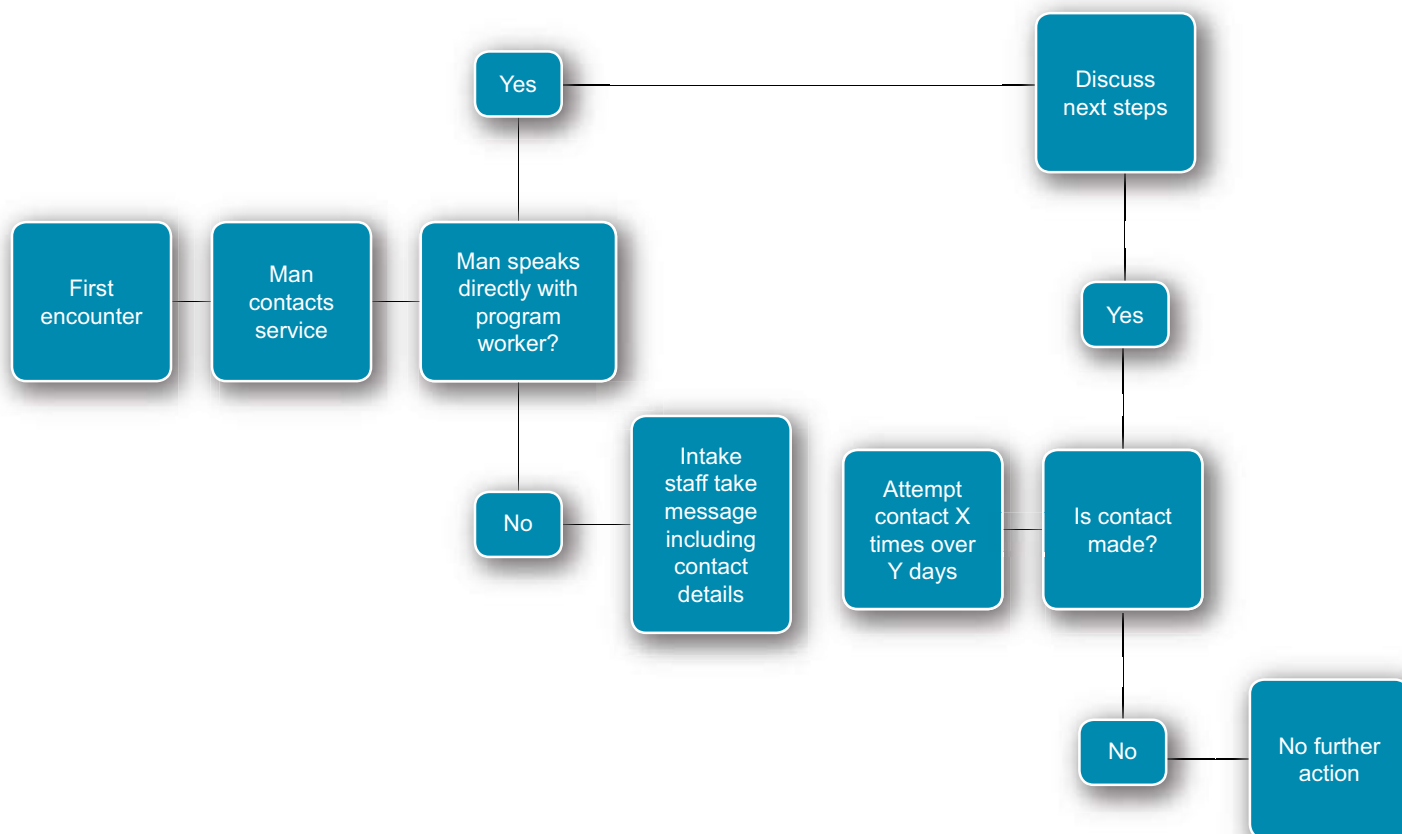 Yes
Discuss
next steps
First
encounter
Man
contacts
service
Man speaks
directly with
program
worker?
Yes
No
Intake
staff take
message
including
contact
details
Attempt
contact X
times over
Y days
Is contact
made?
No
No further
action